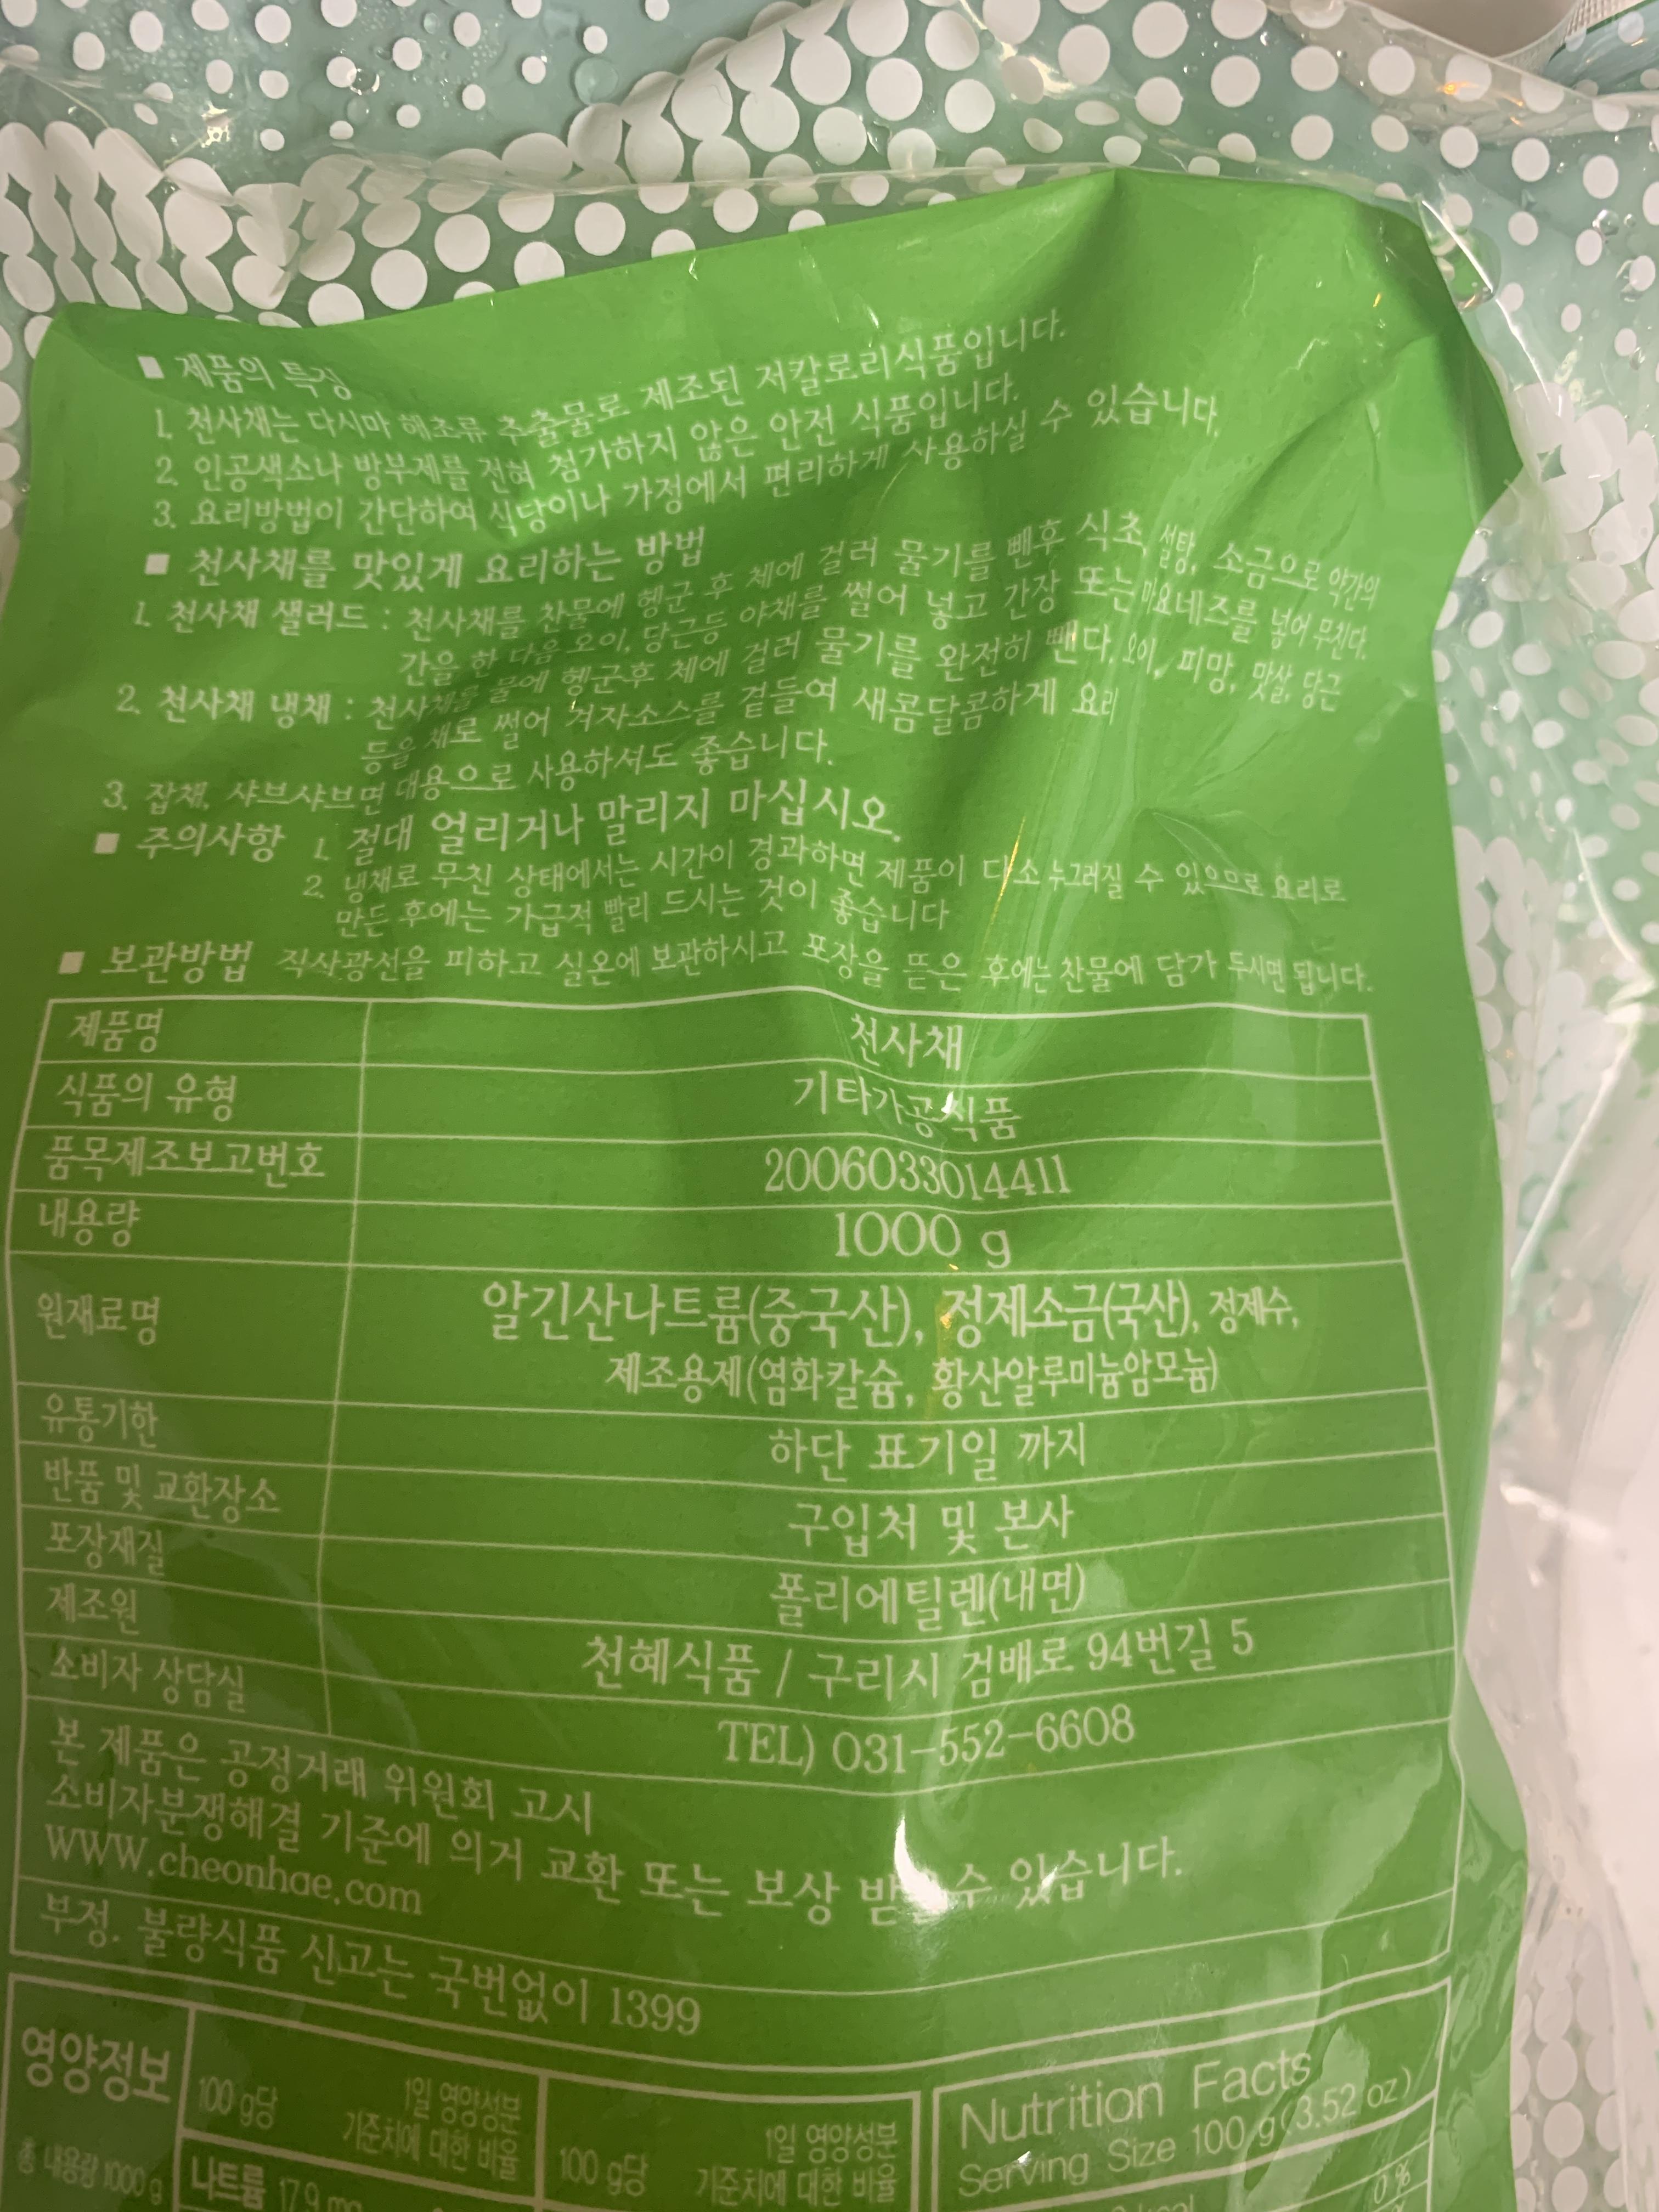 ■ 제품의 특징
1. 천사채는 다시마 해초류 추출물로 제조된 저칼로리식품입니다.
2. 인공색소나 방부제를 전혀 첨가하지 않은 안전 식품입니다.
3. 요리방법이 간단하여 식당이나 가정에서 편리하게 사용하실 수 있습니다.
■ 천사채를 맛있게 요리하는 방법
1. 천사채 샐러드 : 천사채를 찬물에 헹군 후 체에 걸러 물기를 뺀후 식초, 설탕, 소금으로 약간의
간을 한 다음 오이, 당근등 야채를 썰어 넣고 간장 또는 마요네즈를 넣어 무친다.
2. 천사채 냉채 : 천사채를 물에 헹군후 체에 걸러 물기를 완전히 뺀다. 오이, 피망, 맛살, 당근
등을 채로 썰어 겨자소스를 곁들여 새콤달콤하게 요리
3. 잡채, 샤브샤브면 대용으로 사용하셔도 좋습니다.
■ 주의사항 1. 절대 얼리거나 말리지 마십시오.
2. 냉채로 무친 상태에서는 시간이 경과하면 제품이 다소 누그러질 수 있으므로 요리로
만든 후에는 가급적 빨리 드시는 것이 좋습니다
■ 보관방법 직사광선을 피하고 실온에 보관하시고 포장을 뜯은 후에는 찬물에 담가 두시면 됩니다.
제품명 천사채
식품의 유형 기타가공식품
품목제조보고번호 2006033014411
내용량 1000 g
원재료명 알긴산나트륨(중국산), 정제소금(국산), 정제수,
제조용제(염화칼슘, 황산알루미늄암모늄)
유통기한 하단 표기일 까지
반품 및 교환장소 구입처 및 본사
포장재질 폴리에틸렌(내면)
제조원 천혜식품 / 구리시 검배로 94번길 5
소비자 상담실 TEL) 031-552-6608
본 제품은 공정거래 위원회 고시
소비자분쟁해결 기준에 의거 교환 또는 보상 받 수 있습니다.
WWW.cheonhae.com
부정. 불량식품 신고는 국번없이 1399
영양정보
총 내용량 1000 g
100 g당 1일 영양성분
기준치에 대한 비율
나트륨 17.9 mg
100 g당 1일 영양성분
기준치에 대한 비율
Nutrition Facts
Serving Size 100 g (3.52 oz)
0 %